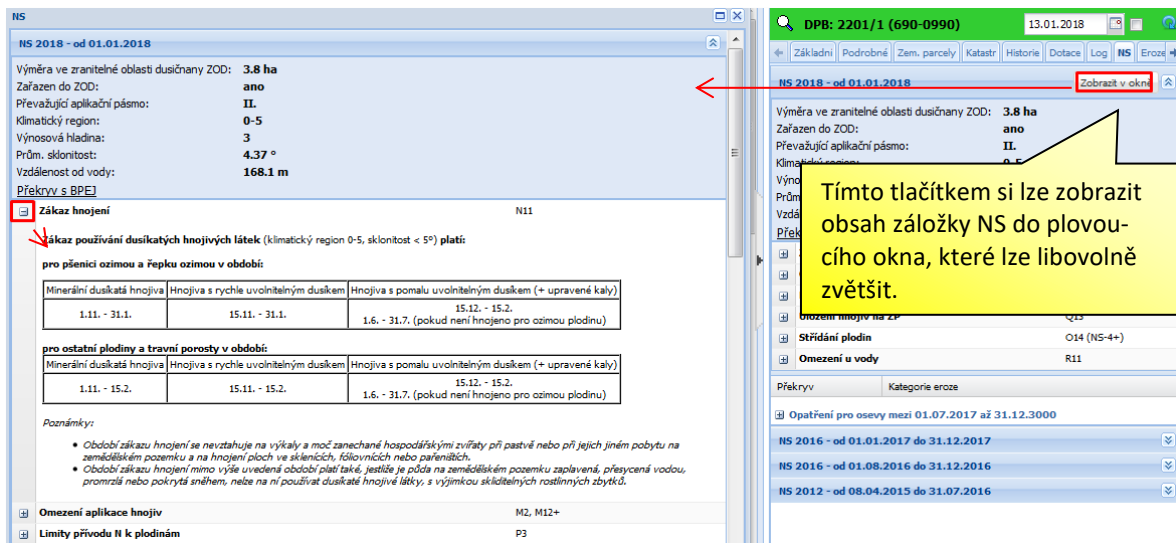 NS
NS 2018 - od 01.01.2018
Výměra ve zranitelné oblasti dusičnany ZOD: 3.8 ha
Zařazen do ZOD: ano
Převažující aplikační pásmo: II.
Klimatický region: 0-5
Výnosová hladina: 3
Prům. sklonitost: 4.37 °
Vzdálenost od vody: 168.1 m
Překryv s BPEJ
Zákaz hnojení N11
Zákaz používání dusíkatých hnojivých látek (klimatický region 0-5, sklonitost < 5°) platí:
pro pšenici ozimou a řepku ozimou v období:
Minerální dusíkatá hnojiva Hnojiva s rychle uvolnitelným dusíkem Hnojiva s pomalu uvolnitelným dusíkem (+ upravené kaly)
1.11. - 31.1. 15.11. - 31.1. 15.12. - 15.2.
1.6. - 31.7. (pokud není hnojeno pro ozimou plodinu)
pro ostatní plodiny a travní porosty v období:
Minerální dusíkatá hnojiva Hnojiva s rychle uvolnitelným dusíkem Hnojiva s pomalu uvolnitelným dusíkem (+ upravené kaly)
1.11. - 15.2. 15.11. - 15.2. 15.12. - 15.2.
1.6. - 31.7. (pokud není hnojeno pro ozimou plodinu)
Poznámky:
• Období zákazu hnojení se nevztahuje na výkaly a moč zanechané hospodářskými zvířaty při pastvě nebo při jejich jiném pobytu na
zemědělském pozemku a na hnojení ploch ve sklenících, fóliovnících nebo pařeništích.
• Období zákazu hnojení mimo výše uvedená období platí také, jestliže je půda na zemědělském pozemku zaplavená, přesycená vodou,
promrzlá nebo pokrytá sněhem, nelze na ní používat dusíkaté hnojivé látky, s výjimkou skliditelných rostlinných zbytků.
Omezení aplikace hnojiv M2, M12+
Limity přívodu N k plodinám P3
DPB: 2201/1 (690-0990) 13.01.2018
Základní Podrobné Zem. parcely Katastr Historie Dotace Log NS Eroze
NS 2018 - od 01.01.2018 Zobrazit v okně
Výměra ve zranitelné oblasti dusičnany ZOD: 3.8 ha
Zařazen do ZOD: ano
Převažující aplikační pásmo: II.
Klimatický region: 0-5
Tímto tlačítkem si lze zobrazit
obsah záložky NS do plovou-
cího okna, které lze libovolně
zvětšit.
Uložení hnojiv na ZP Q13
Střídání plodin O14 (NS-4+)
Omezení u vody R11
Překryv Kategorie eroze
Opatření pro osevy mezi 01.07.2017 až 31.12.3000
NS 2016 - od 01.01.2017 do 31.12.2017
NS 2016 - od 01.08.2016 do 31.12.2016
NS 2012 - od 08.04.2015 do 31.07.2016